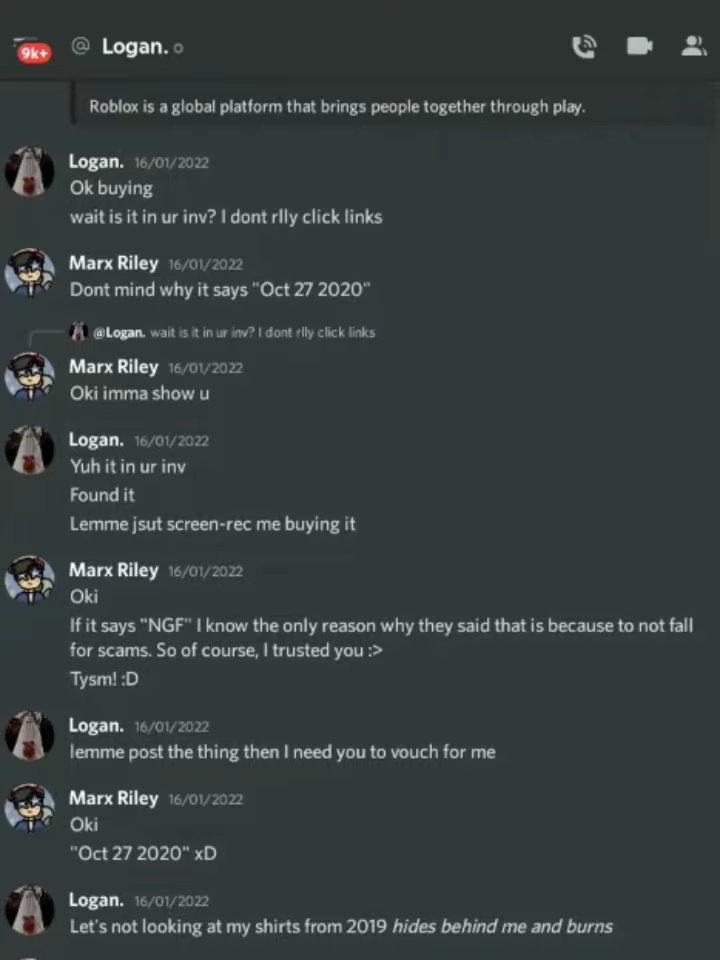 9k+
@ Logan.
Roblox is a global platform that brings people together through play.
Logan. 16/01/2022
Ok buying
wait is it in ur inv? I dont rlly click links
Marx Riley 16/01/2022
Dont mind why it says "Oct 27 2020"
@Logan. wait is it in ur inv? I dont rlly click links
Marx Riley 16/01/2022
Oki imma show u
Logan. 16/01/2022
Yuh it in ur inv
Found it
Lemme jsut screen-rec me buying it
Marx Riley 16/01/2022
Oki
If it says "NGF" I know the only reason why they said that is because to not fall
for scams. So of course, I trusted you :>
Tysm! :D
Logan. 16/01/2022
lemme post the thing then I need you to vouch for me
Marx Riley 16/01/2022
Oki
"Oct 27 2020" xD
Logan. 16/01/2022
Let's not looking at my shirts from 2019 hides behind me and burns